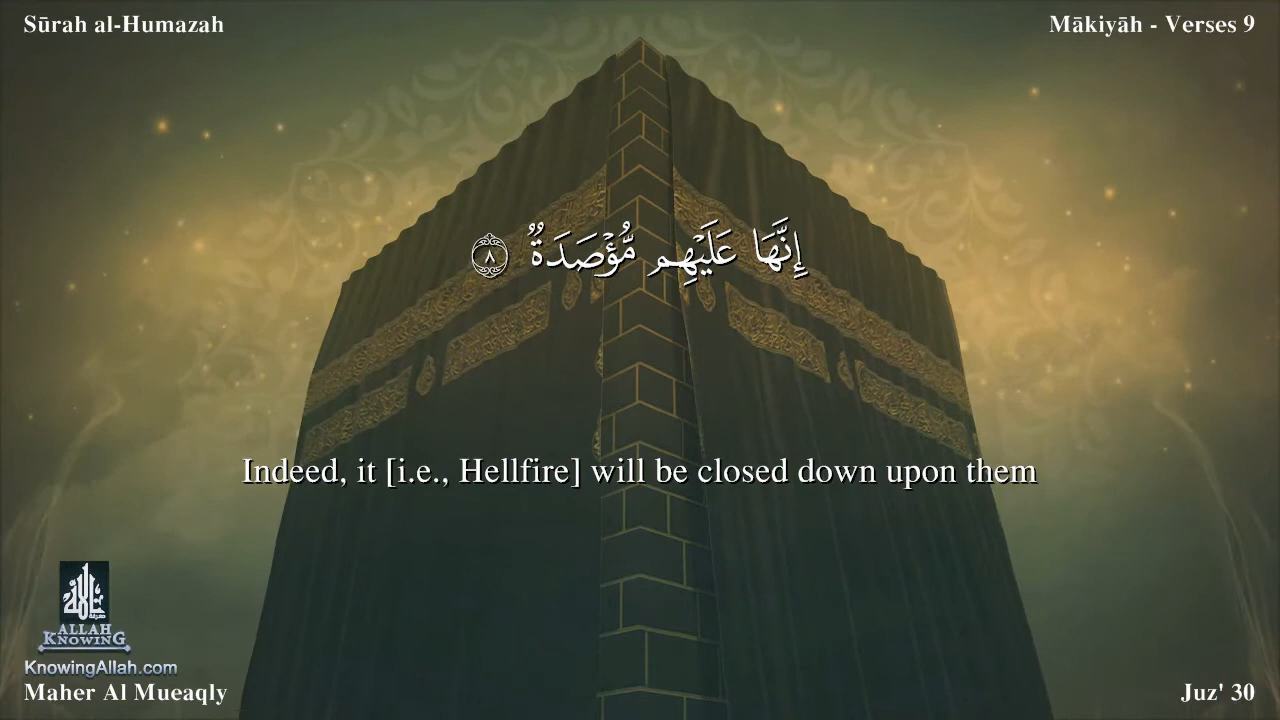 Sūrah al-Humazah
Mākiyāh - Verses 9
إِنَّهَا عَلَيْهِم مُّؤْصَدَةٌ ٨
Indeed, it [i.e., Hellfire] will be closed down upon them
ALLAH
KNOWING
KnowingAllah.com
Maher Al Mueaqly
Juz' 30